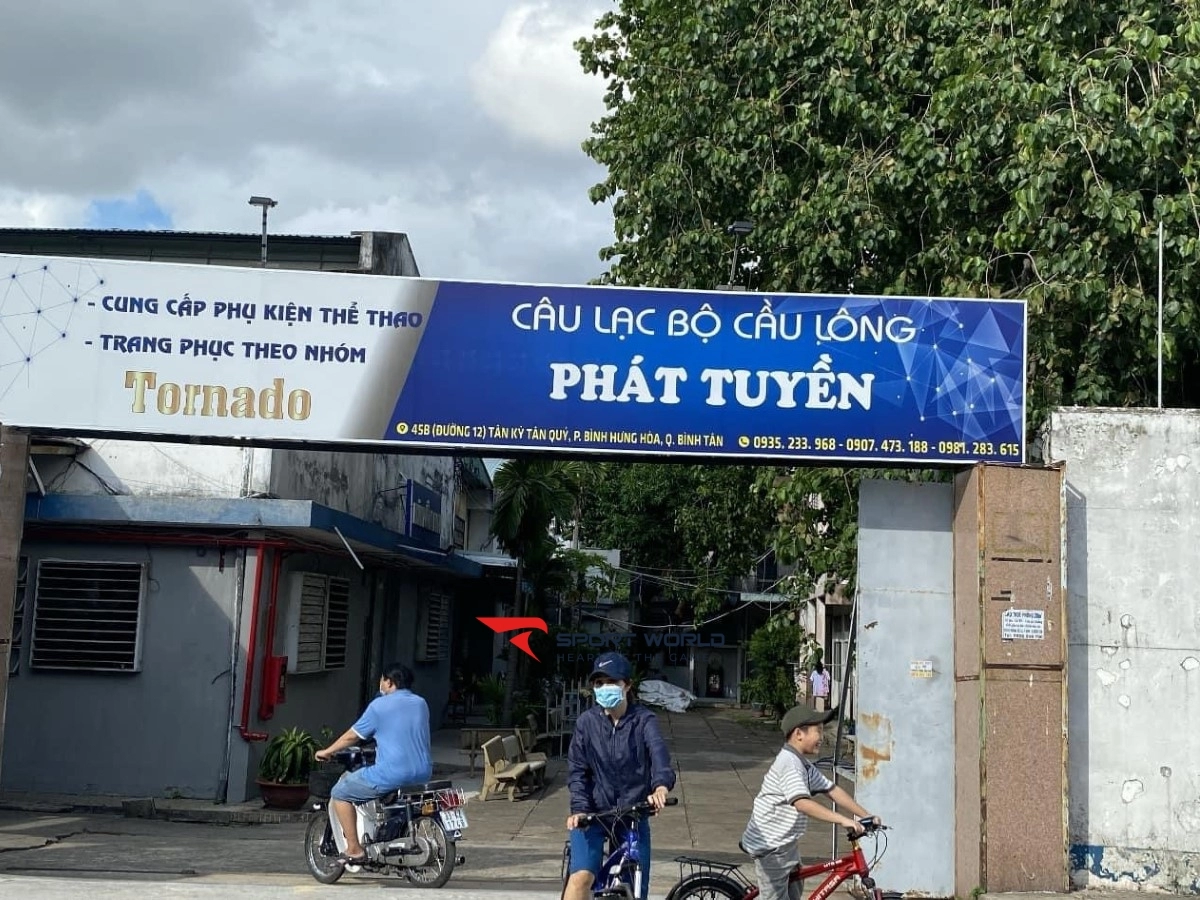 - CUNG CẤP PHỤ KIỆN THỂ THAO
- TRANG PHỤC THEO NHÓM
Tornado
CÂU LẠC BỘ CẦU LÔNG
PHÁT TUYỀN
45B (ĐƯỜNG 12) TÂN KỲ TÂN QUÝ, P. BÌNH HƯNG HÒA, Q. BÌNH TÂN
0935. 233. 968 - 0907. 473. 188 - 0981. 283. 615
SPORT WORLD